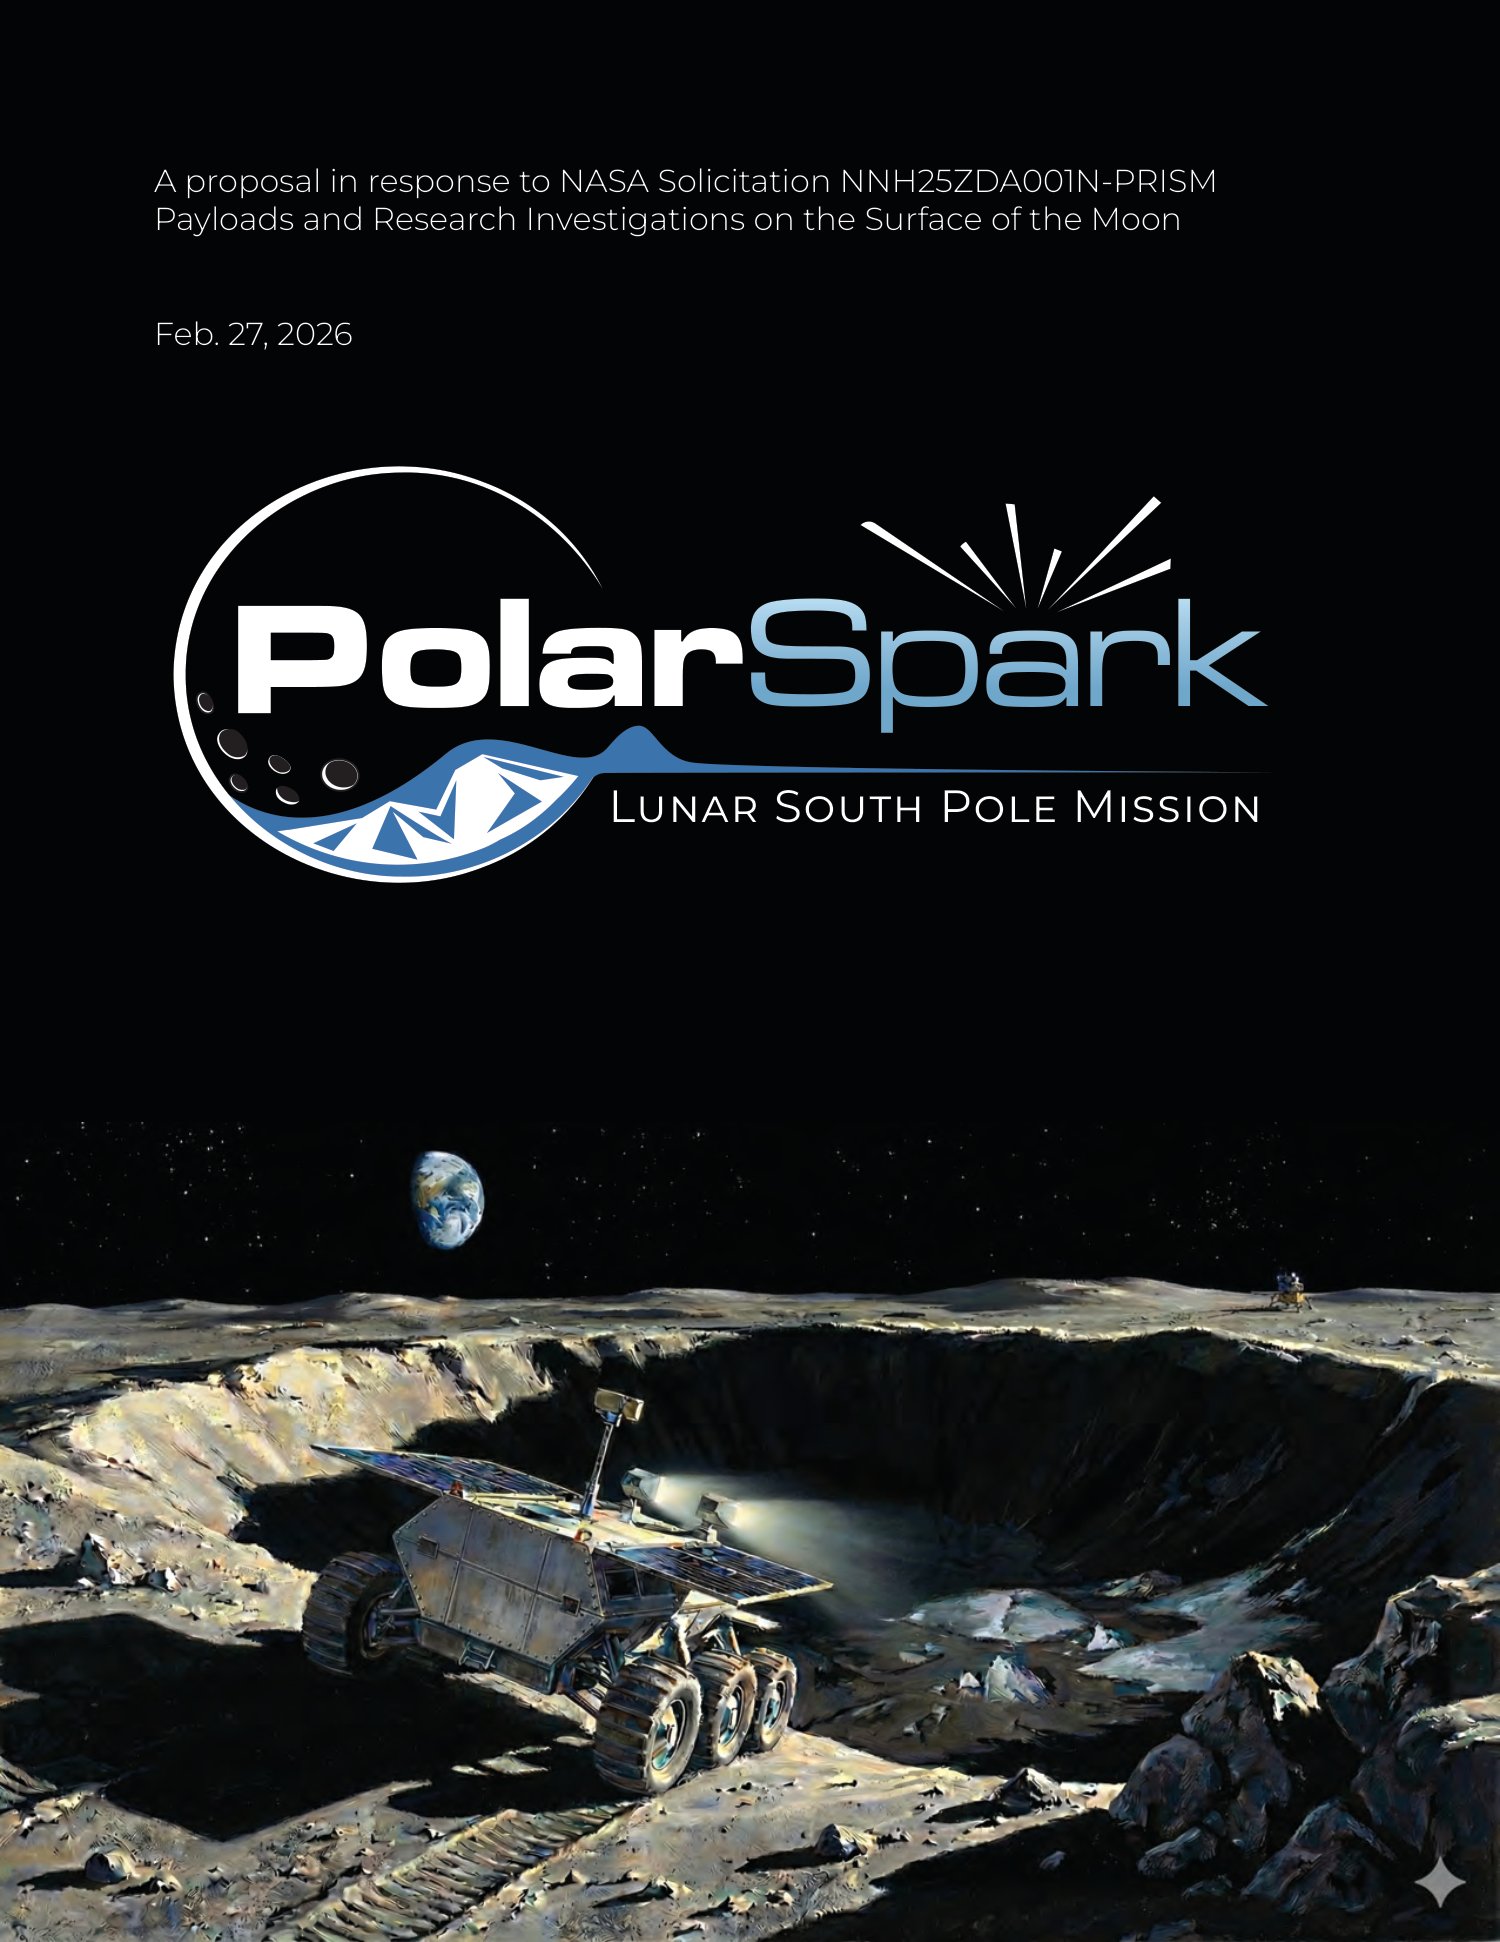 A proposal in response to NASA Solicitation NNH25ZDA001N-PRISM
Payloads and Research Investigations on the Surface of the Moon
Feb. 27, 2026
PolarSpark
Lunar South Pole Mission